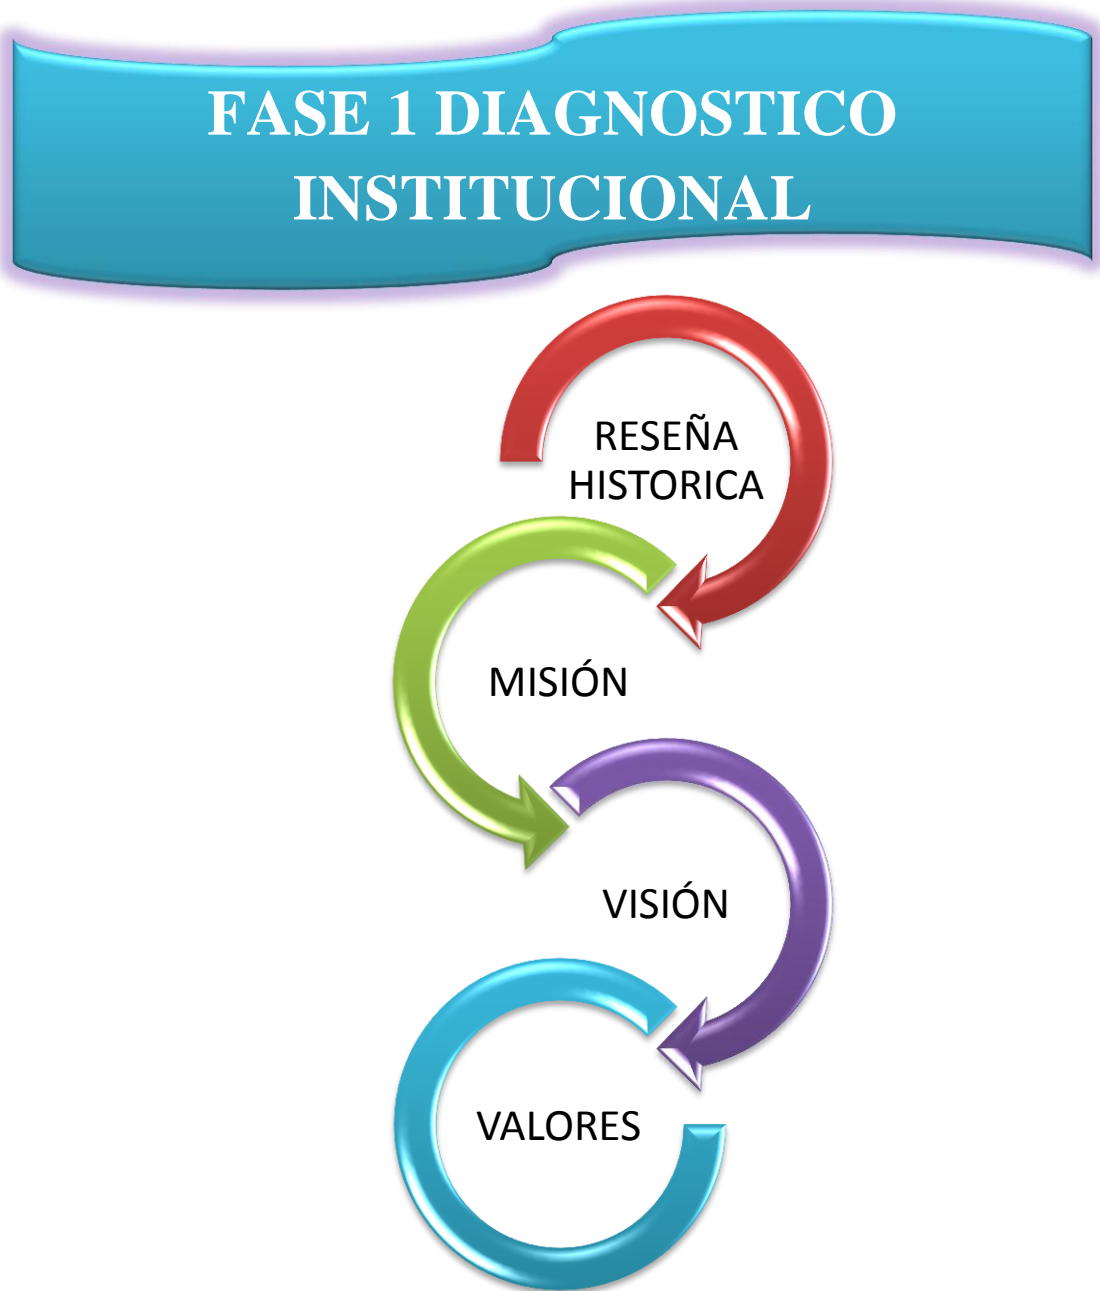 FASE 1 DIAGNOSTICO
INSTITUCIONAL
RESEÑA
HISTORICA
MISIÓN
VISIÓN
VALORES